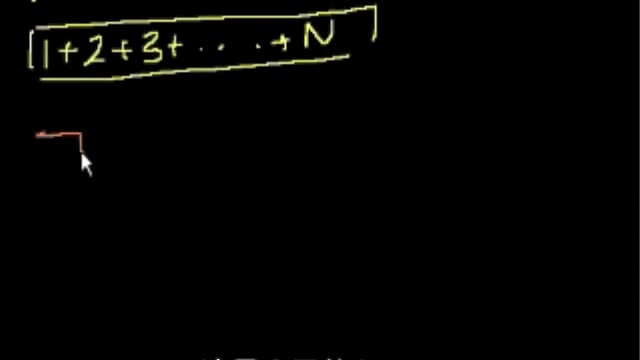 1+2+3+ . . . . + N